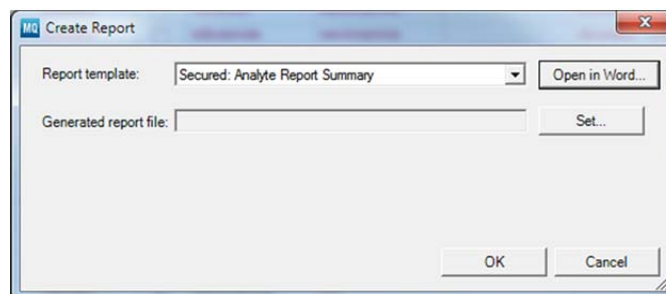 MQ Create Report
Report template: Secured: Analyte Report Summary Open in Word...
Generated report file: Set...
OK Cancel